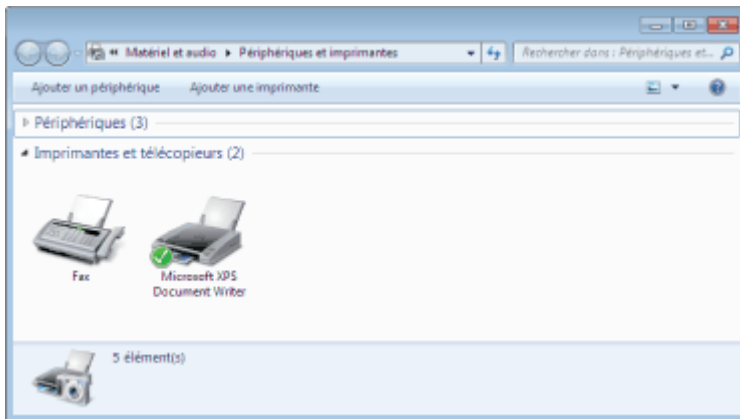 « Matériel et audio ▸ Périphériques et imprimantes
Rechercher dans : Périphériques et...
Ajouter un périphérique Ajouter une imprimante
Périphériques (3)
Imprimantes et télécopieurs (2)
Fax
Microsoft XPS
Document Writer
5 élément(s)